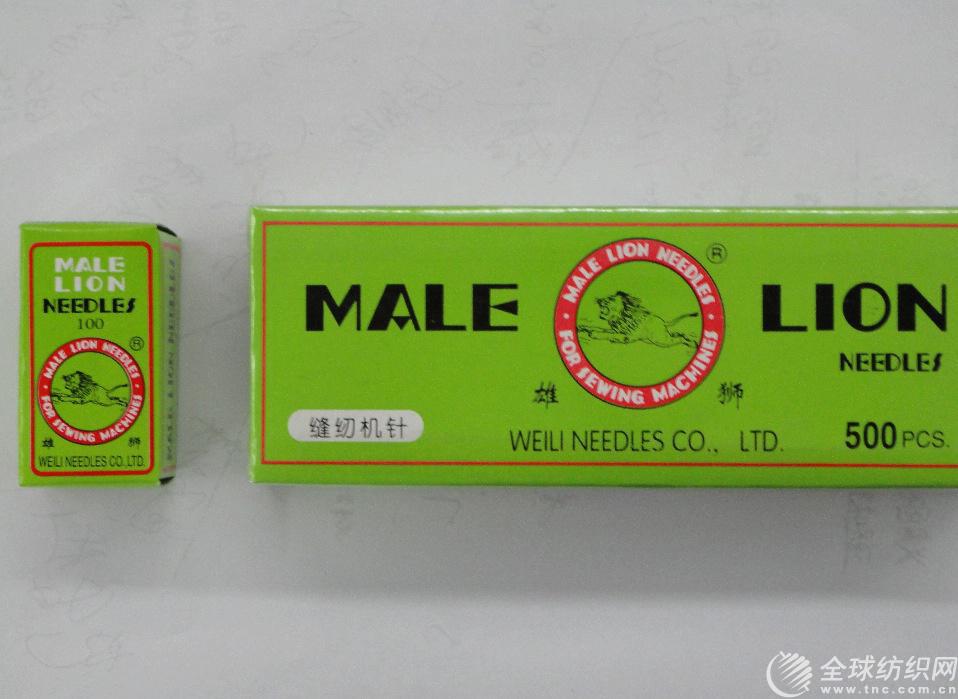 MALE
LION
NEEDLES
100
®
MALE LION NEEDLES
FOR SEWING MACHINES
雄 狮
WEILI NEEDLES CO.,LTD.
MALE LION
®
MALE LION NEEDLES
FOR SEWING MACHINES
NEEDLES
雄 狮
缝纫机针
WEILI NEEDLES CO., LTD.
500 PCS.
全球纺织网
www.tnc.com.cn